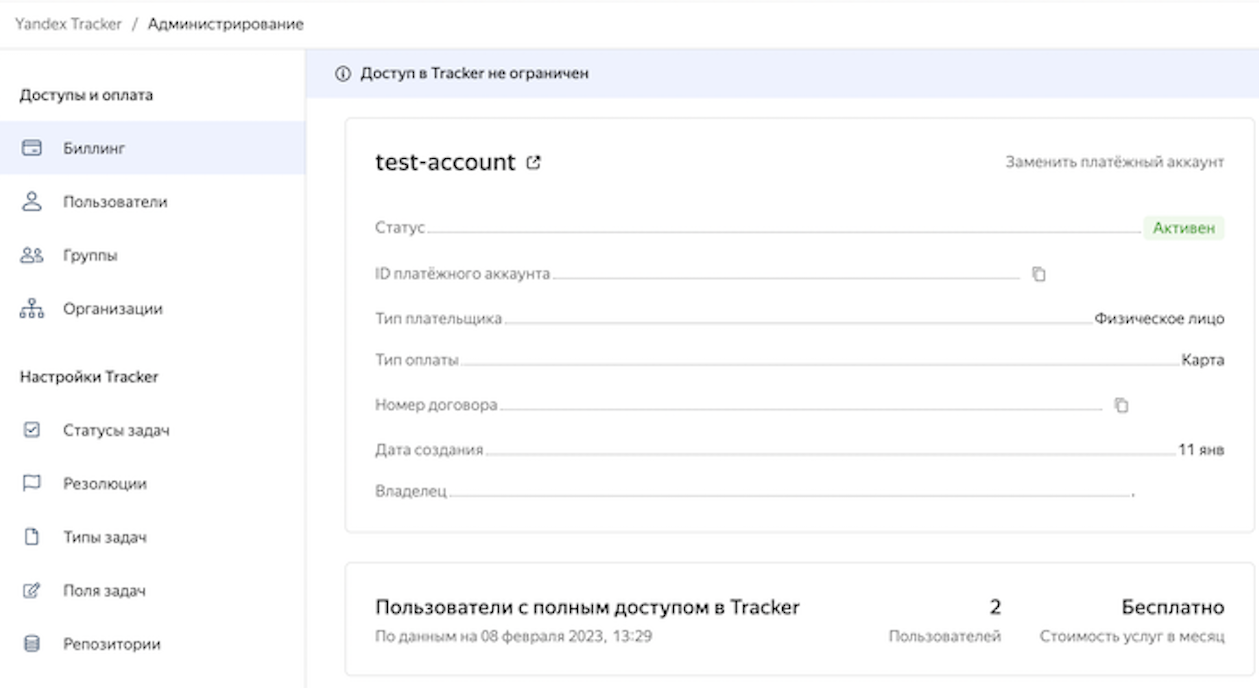 Yandex Tracker / Администрирование
Доступы и оплата
Биллинг
Пользователи
Группы
Организации
Настройки Tracker
Статусы задач
Резолюции
Типы задач
Поля задач
Репозитории
Доступ в Tracker не ограничен
test-account
Заменить платёжный аккаунт
Статус Активен
ID платёжного аккаунта
Тип плательщика Физическое лицо
Тип оплаты Карта
Номер договора
Дата создания 11 янв
Владелец
Пользователи с полным доступом в Tracker 2 Бесплатно
По данным на 08 февраля 2023, 13:29 Пользователей Стоимость услуг в месяц